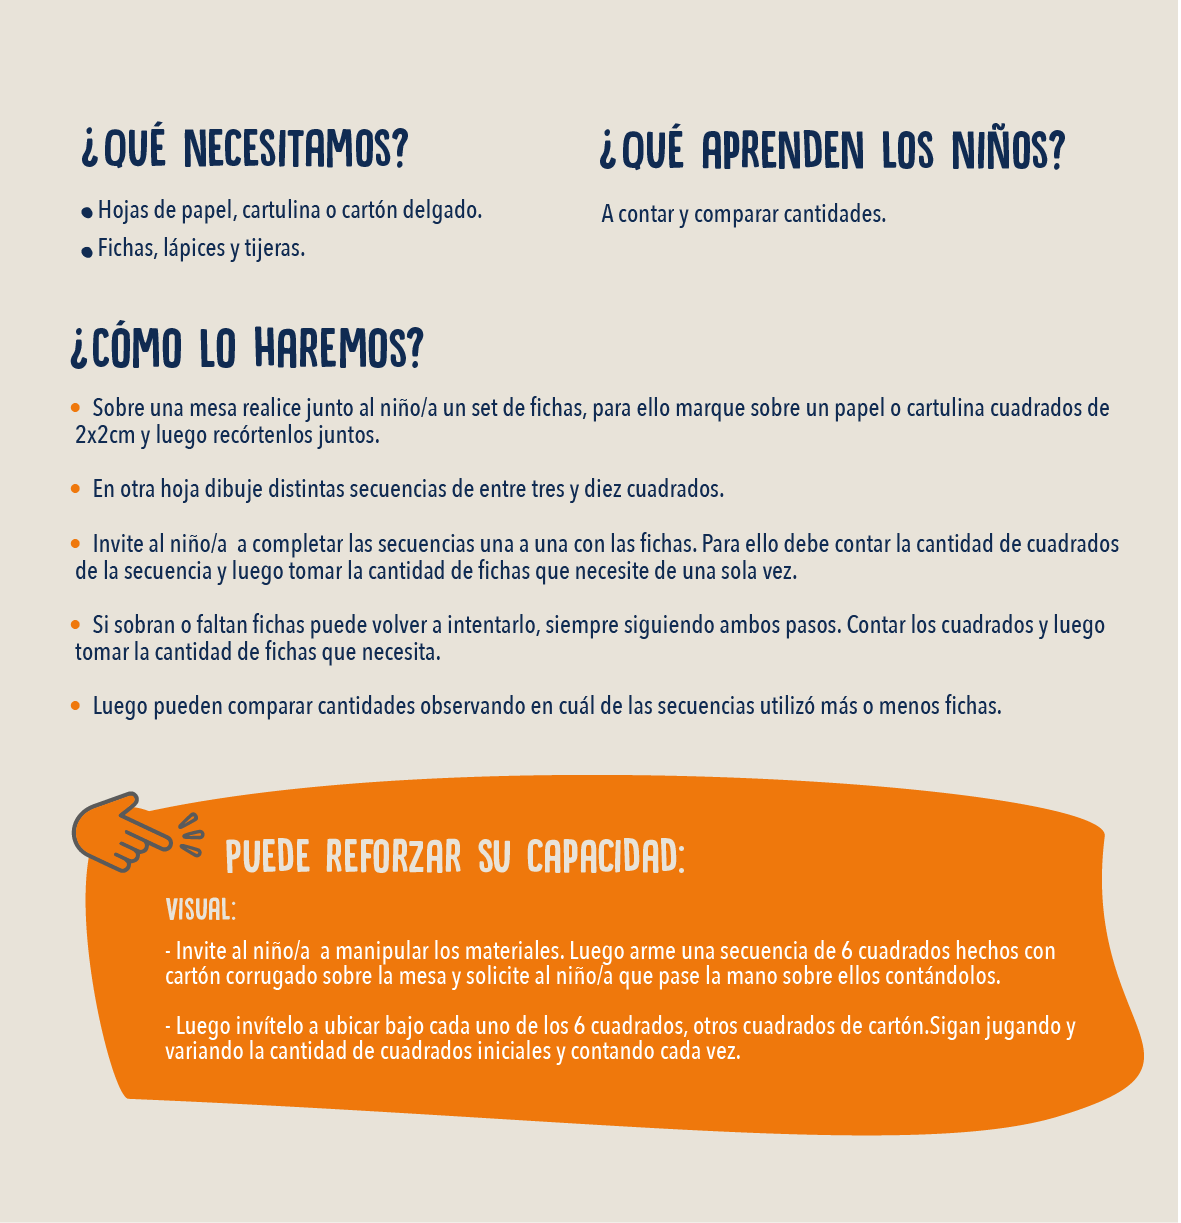 ¿QUÉ NECESITAMOS?
• Hojas de papel, cartulina o cartón delgado.
• Fichas, lápices y tijeras.
¿QUÉ APRENDEN LOS NIÑOS?
A contar y comparar cantidades.
¿CÓMO LO HAREMOS?
• Sobre una mesa realice junto al niño/a un set de fichas, para ello marque sobre un papel o cartulina cuadrados de
2x2cm y luego recórtenlos juntos.
• En otra hoja dibuje distintas secuencias de entre tres y diez cuadrados.
• Invite al niño/a  a completar las secuencias una a una con las fichas. Para ello debe contar la cantidad de cuadrados
de la secuencia y luego tomar la cantidad de fichas que necesite de una sola vez.
• Si sobran o faltan fichas puede volver a intentarlo, siempre siguiendo ambos pasos. Contar los cuadrados y luego
tomar la cantidad de fichas que necesita.
• Luego pueden comparar cantidades observando en cuál de las secuencias utilizó más o menos fichas.
PUEDE REFORZAR SU CAPACIDAD:
VISUAL:
- Invite al niño/a  a manipular los materiales. Luego arme una secuencia de 6 cuadrados hechos con
cartón corrugado sobre la mesa y solicite al niño/a que pase la mano sobre ellos contándolos.
- Luego invítelo a ubicar bajo cada uno de los 6 cuadrados, otros cuadrados de cartón.Sigan jugando y
variando la cantidad de cuadrados iniciales y contando cada vez.